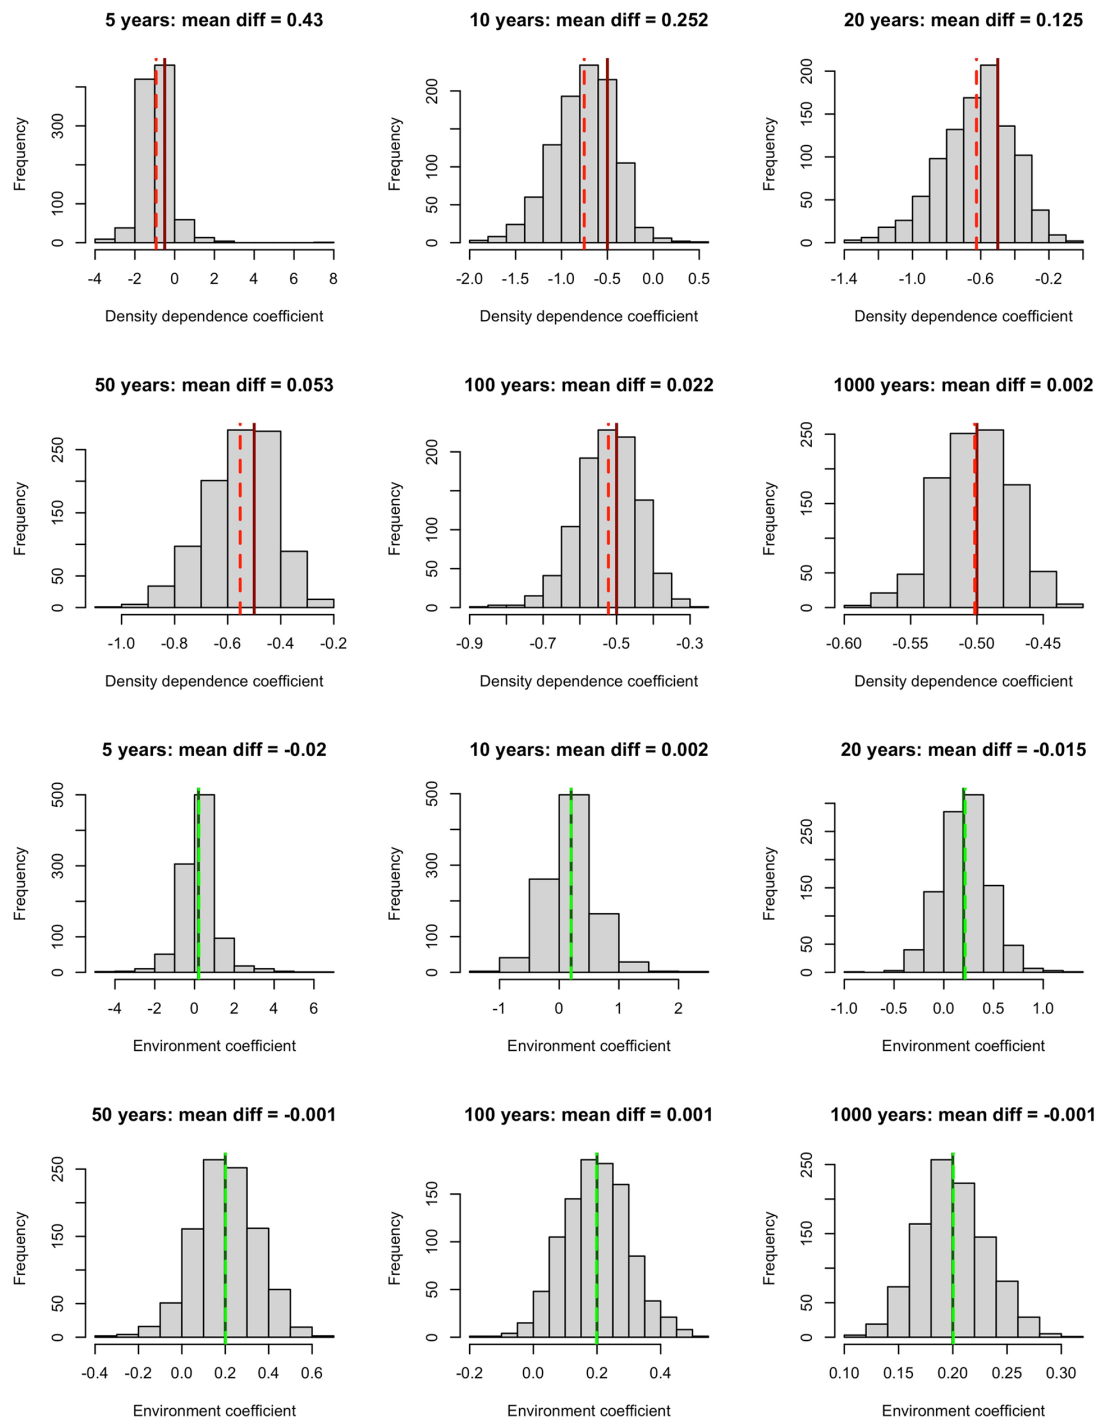 5 years: mean diff = 0.43
10 years: mean diff = 0.252
20 years: mean diff = 0.125
Frequency
0 100 300
-4 -2 0 2 4 6 8
Density dependence coefficient
Frequency
0 50 100 200
-2.0 -1.5 -1.0 -0.5 0.0 0.5
Density dependence coefficient
Frequency
0 50 100 150 200
-1.4 -1.0 -0.6 -0.2
Density dependence coefficient
50 years: mean diff = 0.053
100 years: mean diff = 0.022
1000 years: mean diff = 0.002
Frequency
0 50 150 250
-1.0 -0.8 -0.6 -0.4 -0.2
Density dependence coefficient
Frequency
0 50 100 200
-0.9 -0.7 -0.5 -0.3
Density dependence coefficient
Frequency
0 50 150 250
-0.60 -0.55 -0.50 -0.45
Density dependence coefficient
5 years: mean diff = -0.02
10 years: mean diff = 0.002
20 years: mean diff = -0.015
Frequency
0 100 300 500
-4 -2 0 2 4 6
Environment coefficient
Frequency
0 100 300 500
-1 0 1 2
Environment coefficient
Frequency
0 50 150 250
-1.0 -0.5 0.0 0.5 1.0
Environment coefficient
50 years: mean diff = -0.001
100 years: mean diff = 0.001
1000 years: mean diff = -0.001
Frequency
0 50 150 250
-0.4 -0.2 0.0 0.2 0.4 0.6
Environment coefficient
Frequency
0 50 100 150
-0.2 0.0 0.2 0.4
Environment coefficient
Frequency
0 50 150 250
0.10 0.15 0.20 0.25 0.30
Environment coefficient